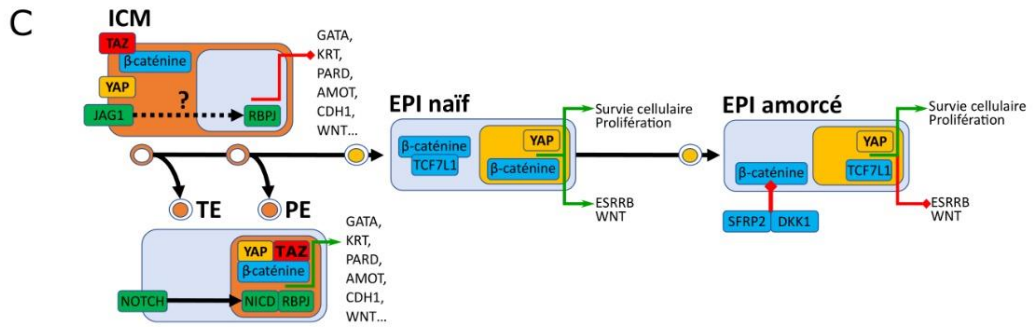 C
ICM
TAZ
β-caténine
YAP
JAG1
?
RBPJ
GATA,
KRT,
PARD,
AMOT,
CDH1,
WNT...
TE
PE
NOTCH
YAP TAZ
β-caténine
NICD RBPJ
GATA,
KRT,
PARD,
AMOT,
CDH1,
WNT...
EPI naïf
β-caténine
TCF7L1
YAP
β-caténine
Survie cellulaire
Prolifération
ESRRB
WNT
EPI amorcé
β-caténine
SFRP2 DKK1
YAP
TCF7L1
Survie cellulaire
Prolifération
ESRRB
WNT